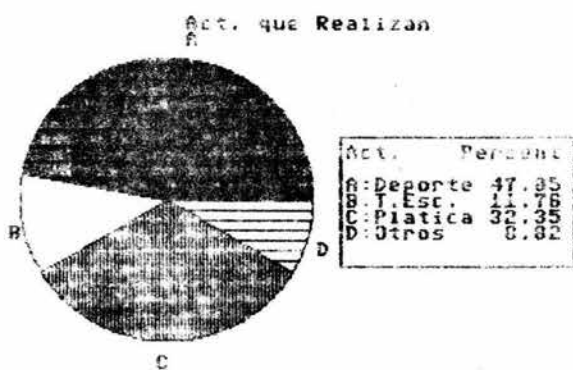 Act. que Realizan
A
B
C
D
Act. Percent
A:Deporte 47.05
B.T.Esc. 11.76
C:Platica 32.35
D:Otros 8.82